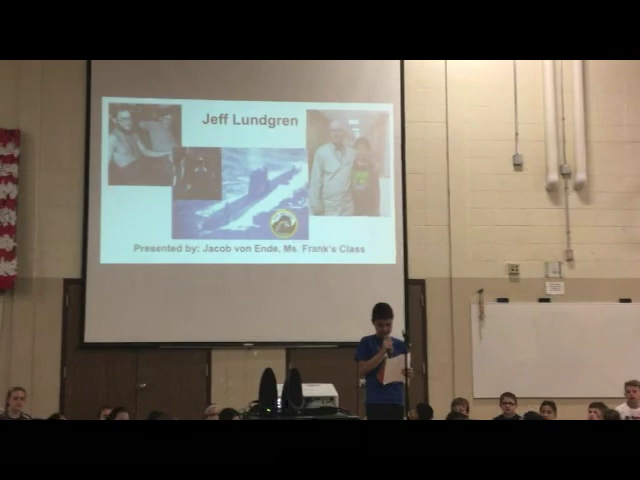 Jeff Lundgren
Presented by: Jacob von Ende, Ms. Frank's Class